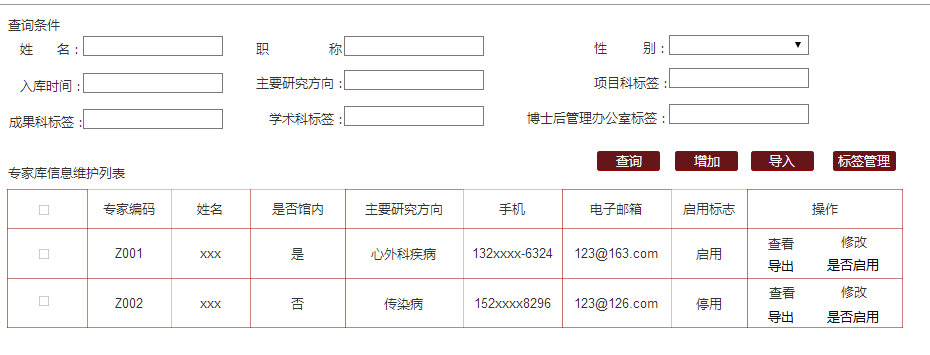 查询条件
姓 名： 职 称 性 别：
入库时间： 主要研究方向： 项目科标签：
成果科标签： 学术科标签： 博士后管理办公室标签：
查询 增加 导入 标签管理
专家库信息维护列表
专家编码 姓名 是否馆内 主要研究方向 手机 电子邮箱 启用标志 操作
Z001 xxx 是 心外科疾病 132xxxx-6324 123@163.com 启用 查看 修改
导出 是否启用
Z002 xxx 否 传染病 152xxxx8296 123@126.com 停用 查看 修改
导出 是否启用